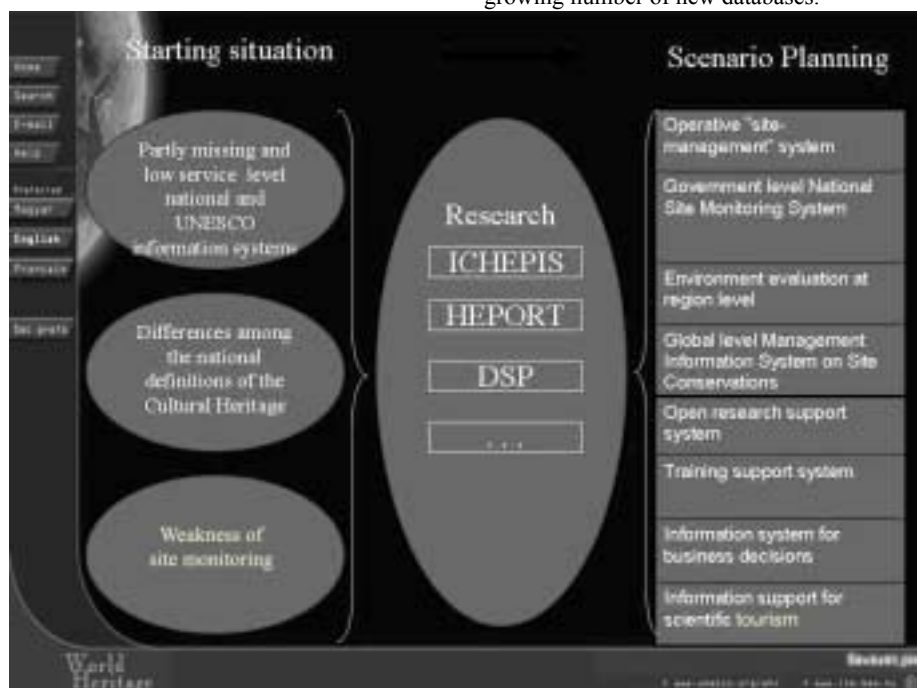 growing number of new databases.
Starting situation
Scenario Planning
Home
Search
E-mail
Help
Preferred
Magyar
English
Francais
Partly missing and
low service level
national and
UNESCO
information systems
Differences among
the national
definitions of the
Cultural Heritage
Weakness of
site monitoring
Research
ICHEPIS
HEPORT
DSP
...
Operative "site-
management" system
Government level National
Site Monitoring System
Environment evaluation at
region level
Global level Management
Information System on Site
Conservations
Open research support
system
Training support system
Information system for
business decisions
Information support for
scientific tourism
World
Heritage